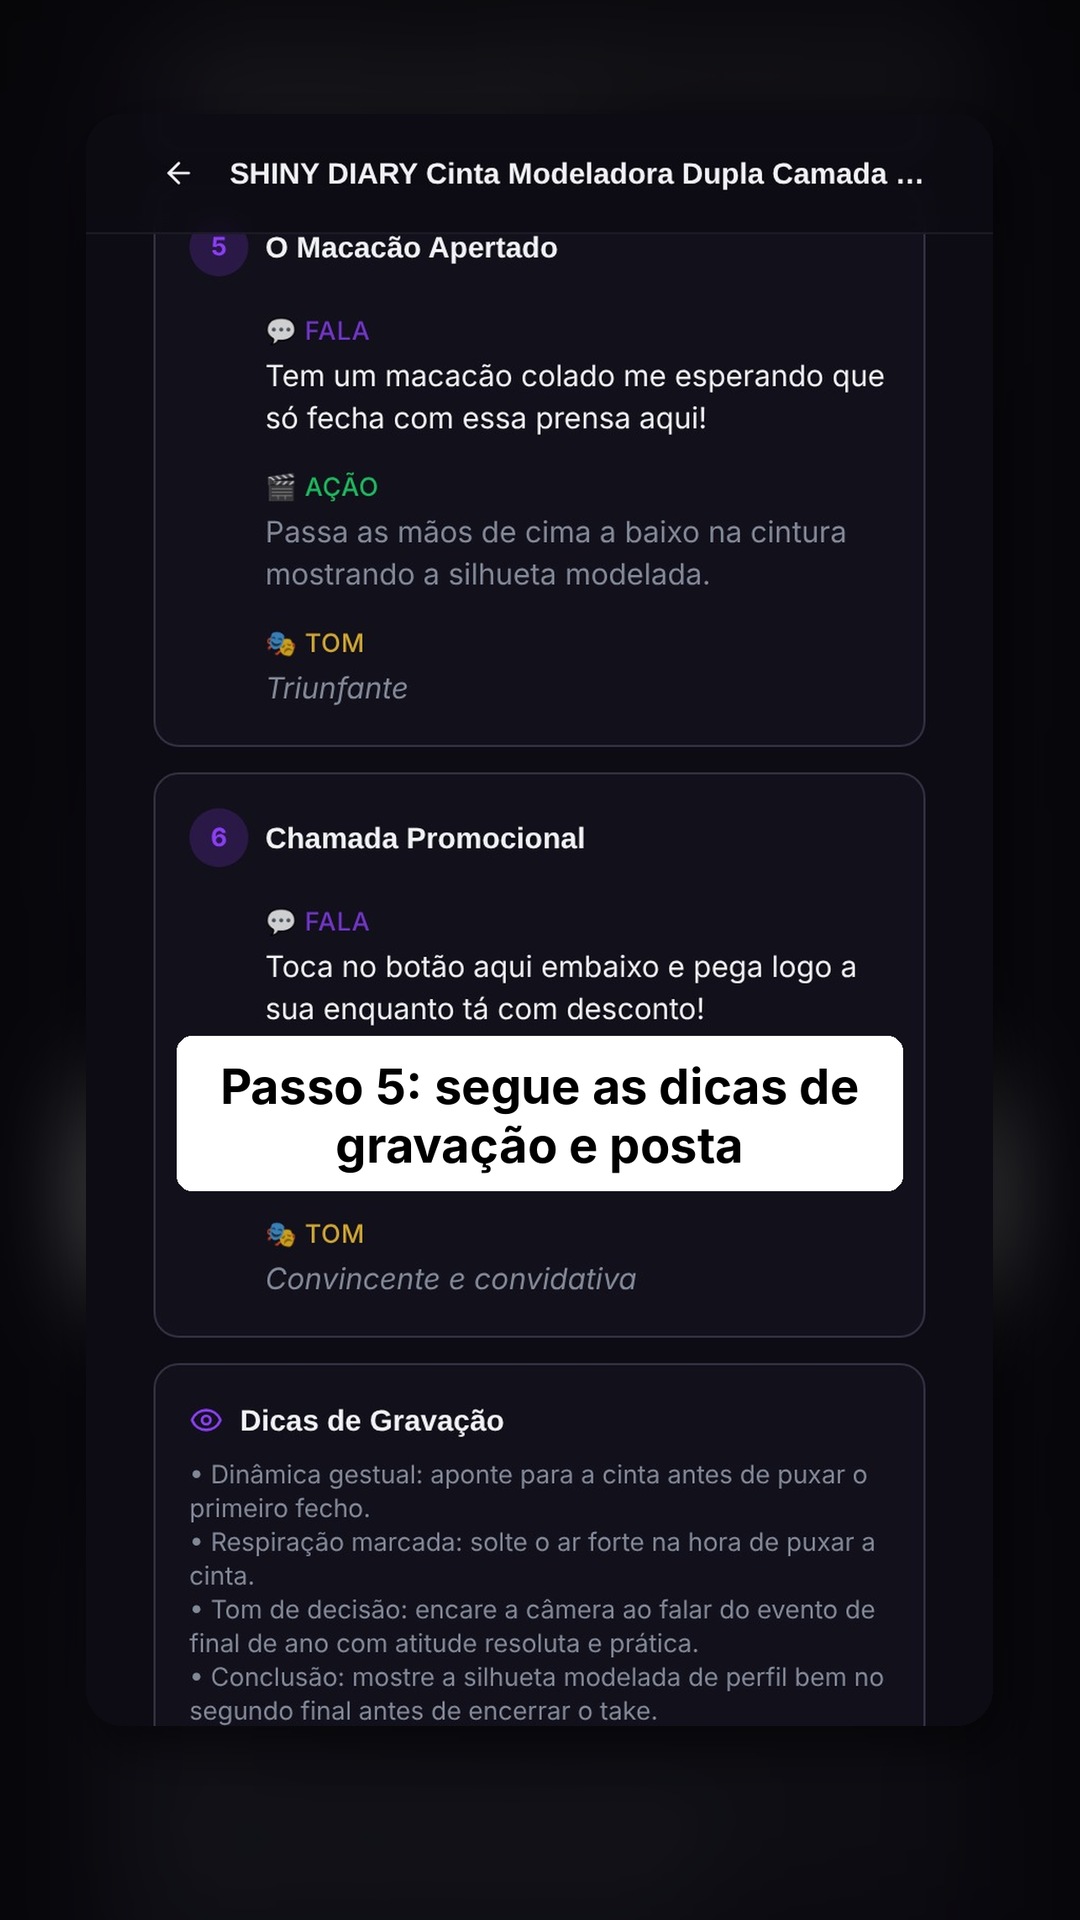 SHINY DIARY Cinta Modeladora Dupla Camada ...
5 O Macacão Apertado
FALA
Tem um macacão colado me esperando que
só fecha com essa prensa aqui!
AÇÃO
Passa as mãos de cima a baixo na cintura
mostrando a silhueta modelada.
TOM
Triunfante
6 Chamada Promocional
FALA
Toca no botão aqui embaixo e pega logo a
sua enquanto tá com desconto!
Passo 5: segue as dicas de
gravação e posta
TOM
Convincente e convidativa
Dicas de Gravação
• Dinâmica gestual: aponte para a cinta antes de puxar o
primeiro fecho.
• Respiração marcada: solte o ar forte na hora de puxar a
cinta.
• Tom de decisão: encare a câmera ao falar do evento de
final de ano com atitude resoluta e prática.
• Conclusão: mostre a silhueta modelada de perfil bem no
segundo final antes de encerrar o take.